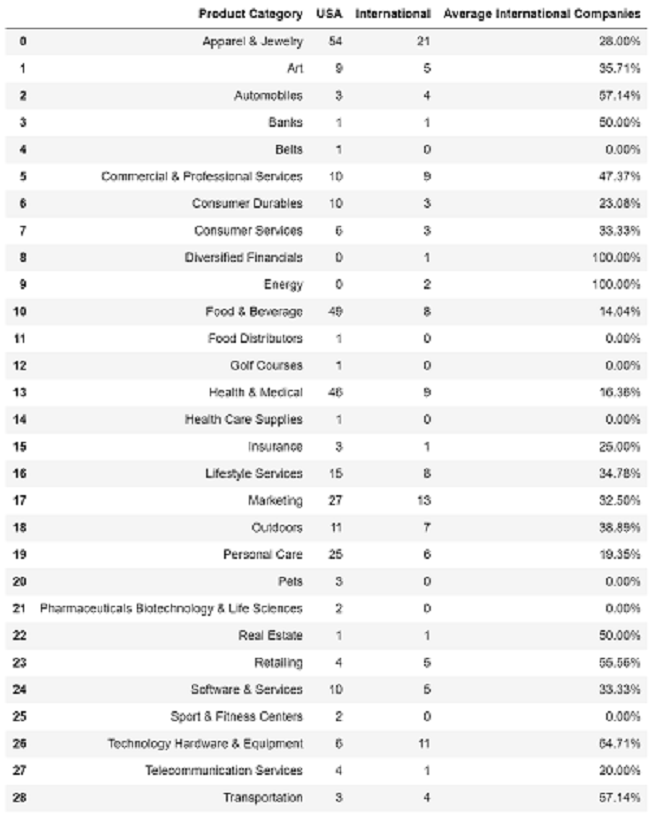 Product Category USA International Average International Companies
0 Apparel & Jewelry 54 21 28.00%
1 Art 9 5 35.71%
2 Automobiles 3 4 57.14%
3 Banks 1 1 50.00%
4 Belts 1 0 0.00%
5 Commercial & Professional Services 10 9 47.37%
6 Consumer Durables 10 3 23.08%
7 Consumer Services 6 3 33.33%
8 Diversified Financials 0 1 100.00%
9 Energy 0 2 100.00%
10 Food & Beverage 49 8 14.04%
11 Food Distributors 1 0 0.00%
12 Golf Courses 1 0 0.00%
13 Health & Medical 46 9 16.36%
14 Health Care Supplies 1 0 0.00%
15 Insurance 3 1 25.00%
16 Lifestyle Services 15 8 34.78%
17 Marketing 27 13 32.50%
18 Outdoors 11 7 38.89%
19 Personal Care 25 6 19.35%
20 Pets 3 0 0.00%
21 Pharmaceuticals Biotechnology & Life Sciences 2 0 0.00%
22 Real Estate 1 1 50.00%
23 Retailing 4 5 55.56%
24 Software & Services 10 5 33.33%
25 Sport & Fitness Centers 2 0 0.00%
26 Technology Hardware & Equipment 6 11 64.71%
27 Telecommunication Services 4 1 20.00%
28 Transportation 3 4 57.14%